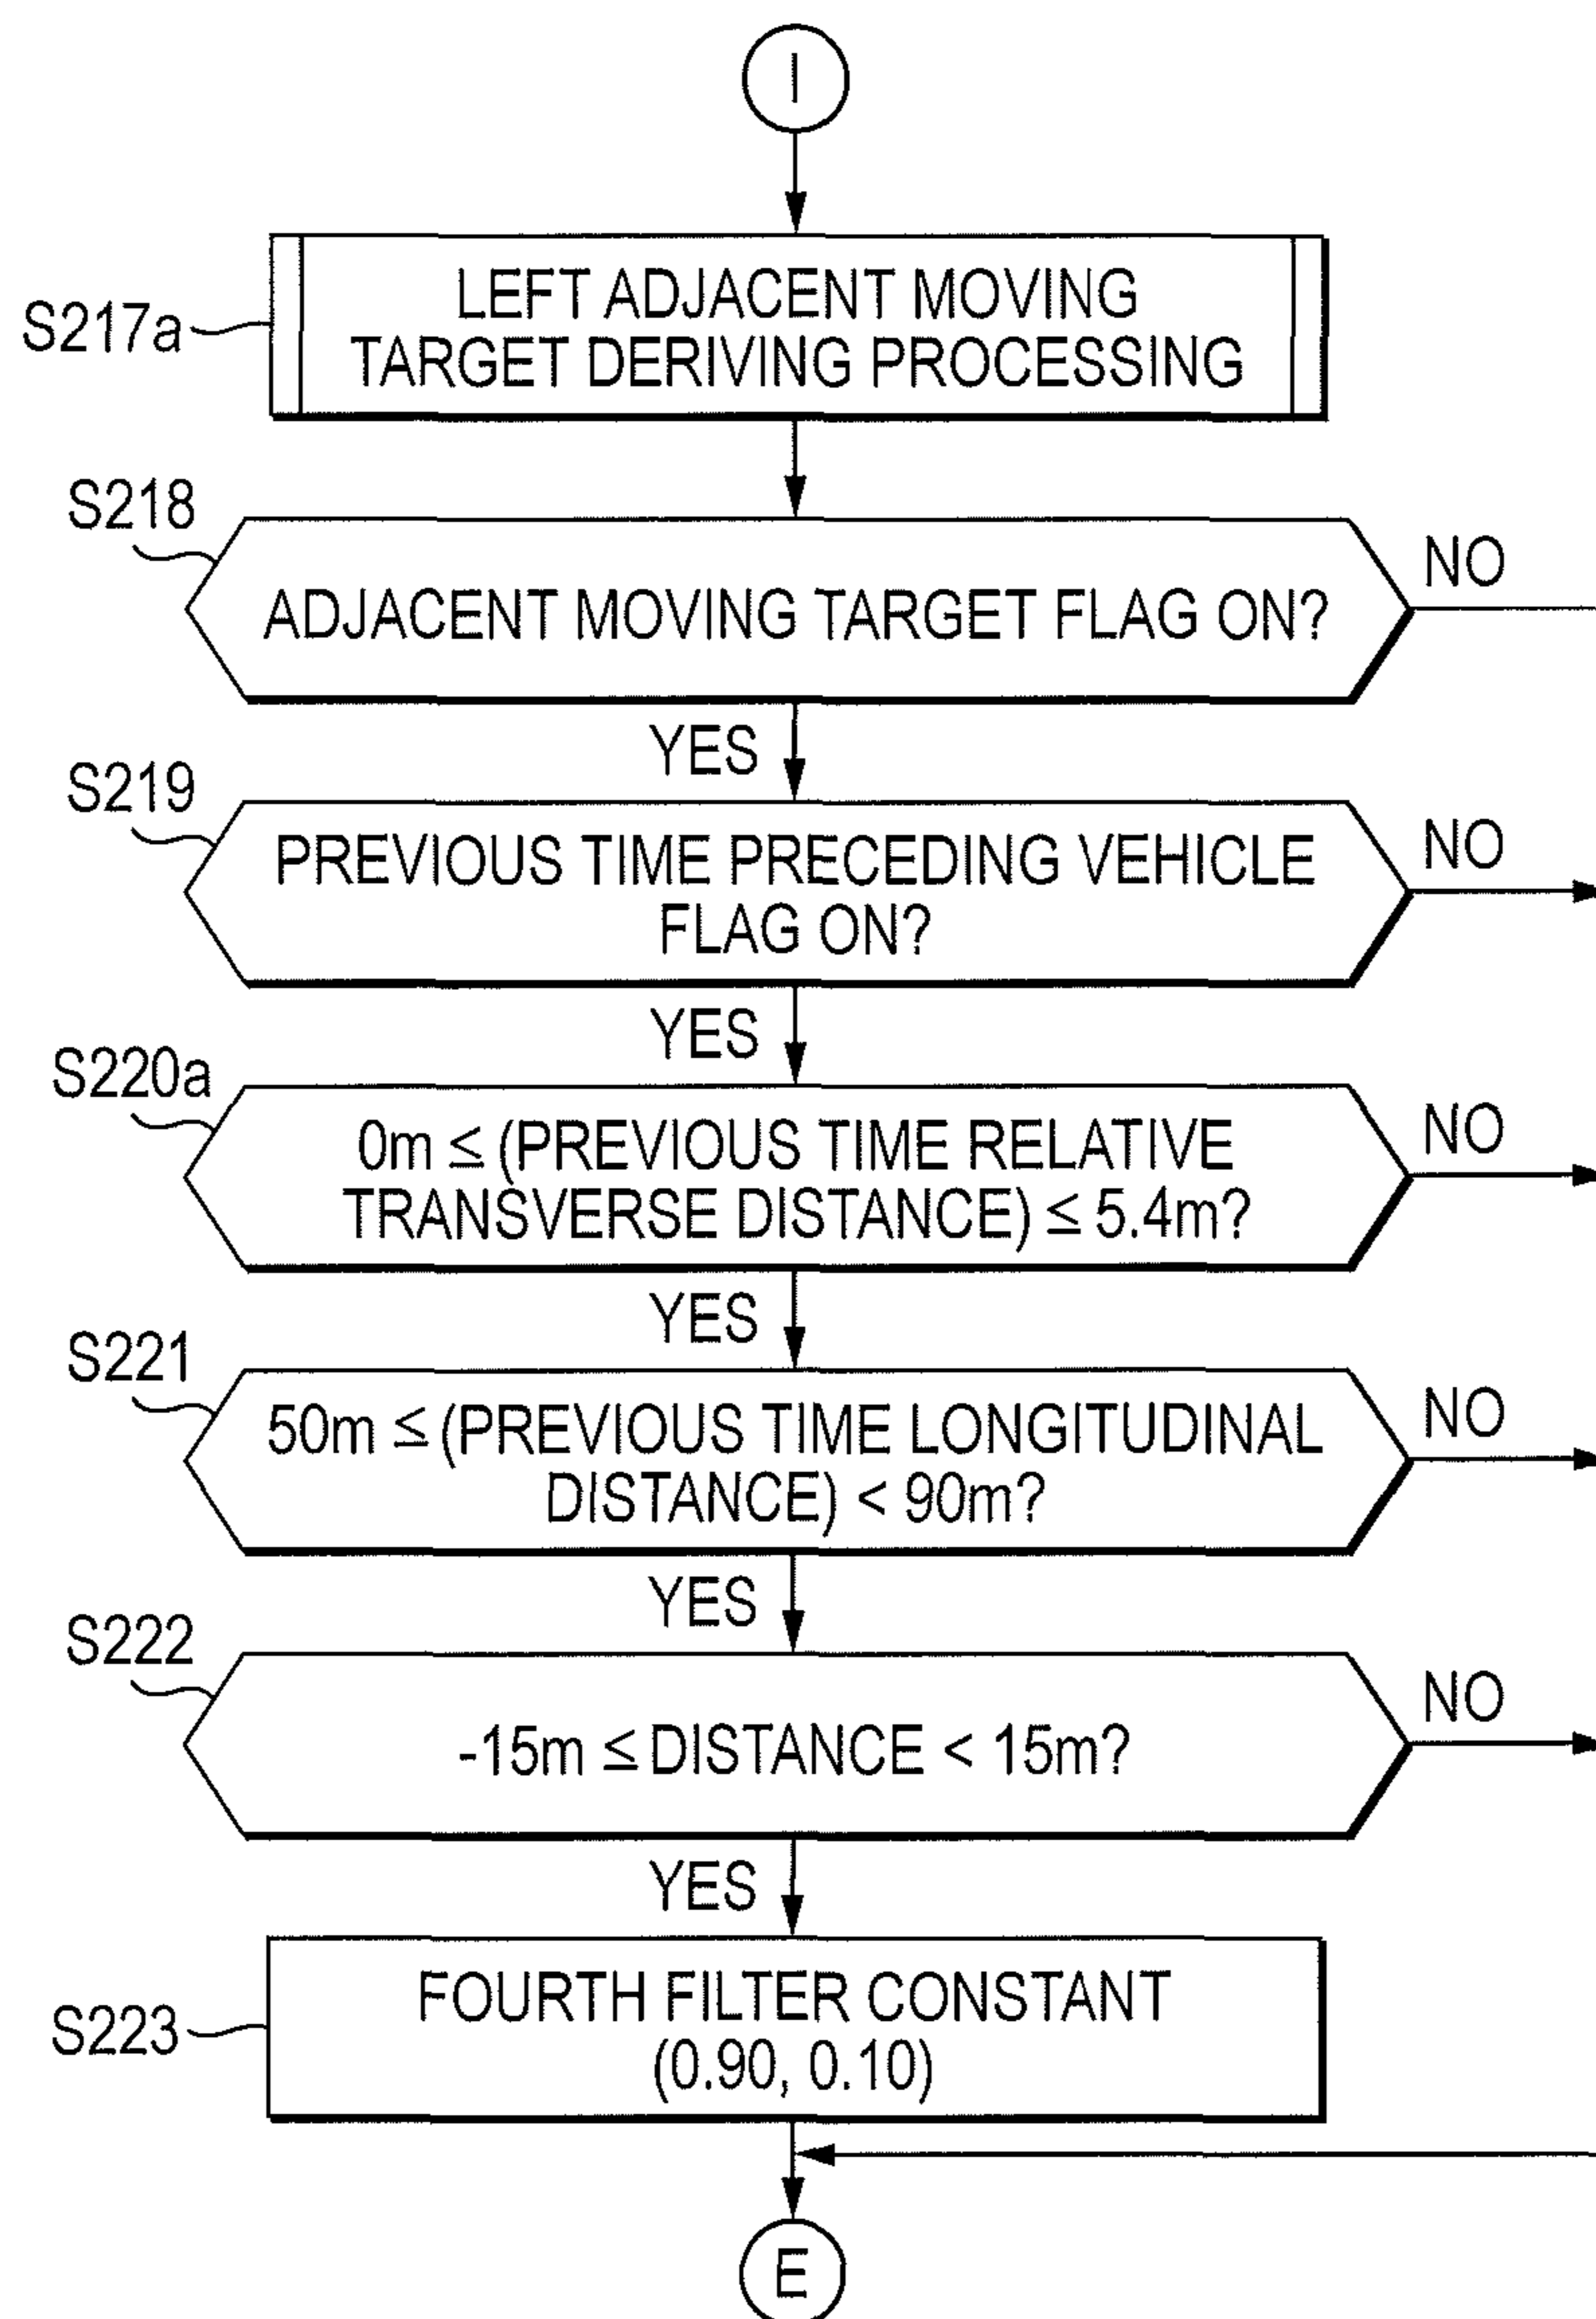 I
S217a
LEFT ADJACENT MOVING
TARGET DERIVING PROCESSING
S218
ADJACENT MOVING TARGET FLAG ON?
NO
YES
S219
PREVIOUS TIME PRECEDING VEHICLE
FLAG ON?
NO
YES
S220a
0m ≤ (PREVIOUS TIME RELATIVE
TRANSVERSE DISTANCE) ≤ 5.4m?
NO
YES
S221
50m ≤ (PREVIOUS TIME LONGITUDINAL
DISTANCE) < 90m?
NO
YES
S222
-15m ≤ DISTANCE < 15m?
NO
YES
S223
FOURTH FILTER CONSTANT
(0.90, 0.10)
E